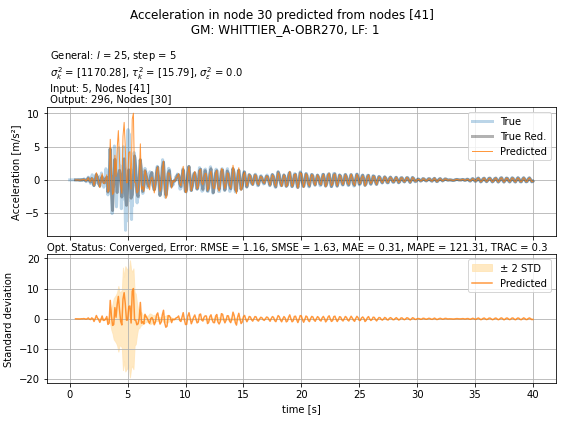 Acceleration in node 30 predicted from nodes [41]
GM: WHITTIER_A-OBR270, LF: 1
General: l = 25, step = 5
σ²ₖ = [1170.28], τ²ₖ = [15.79], σ²ε = 0.0
Input: 5, Nodes [41]
Output: 296, Nodes [30]
10
5
0
−5
Acceleration [m/s²]
True
True Red.
Predicted
Opt. Status: Converged, Error: RMSE = 1.16, SMSE = 1.63, MAE = 0.31, MAPE = 121.31, TRAC = 0.3
20
10
0
−10
−20
Standard deviation
± 2 STD
Predicted
0 5 10 15 20 25 30 35 40
time [s]